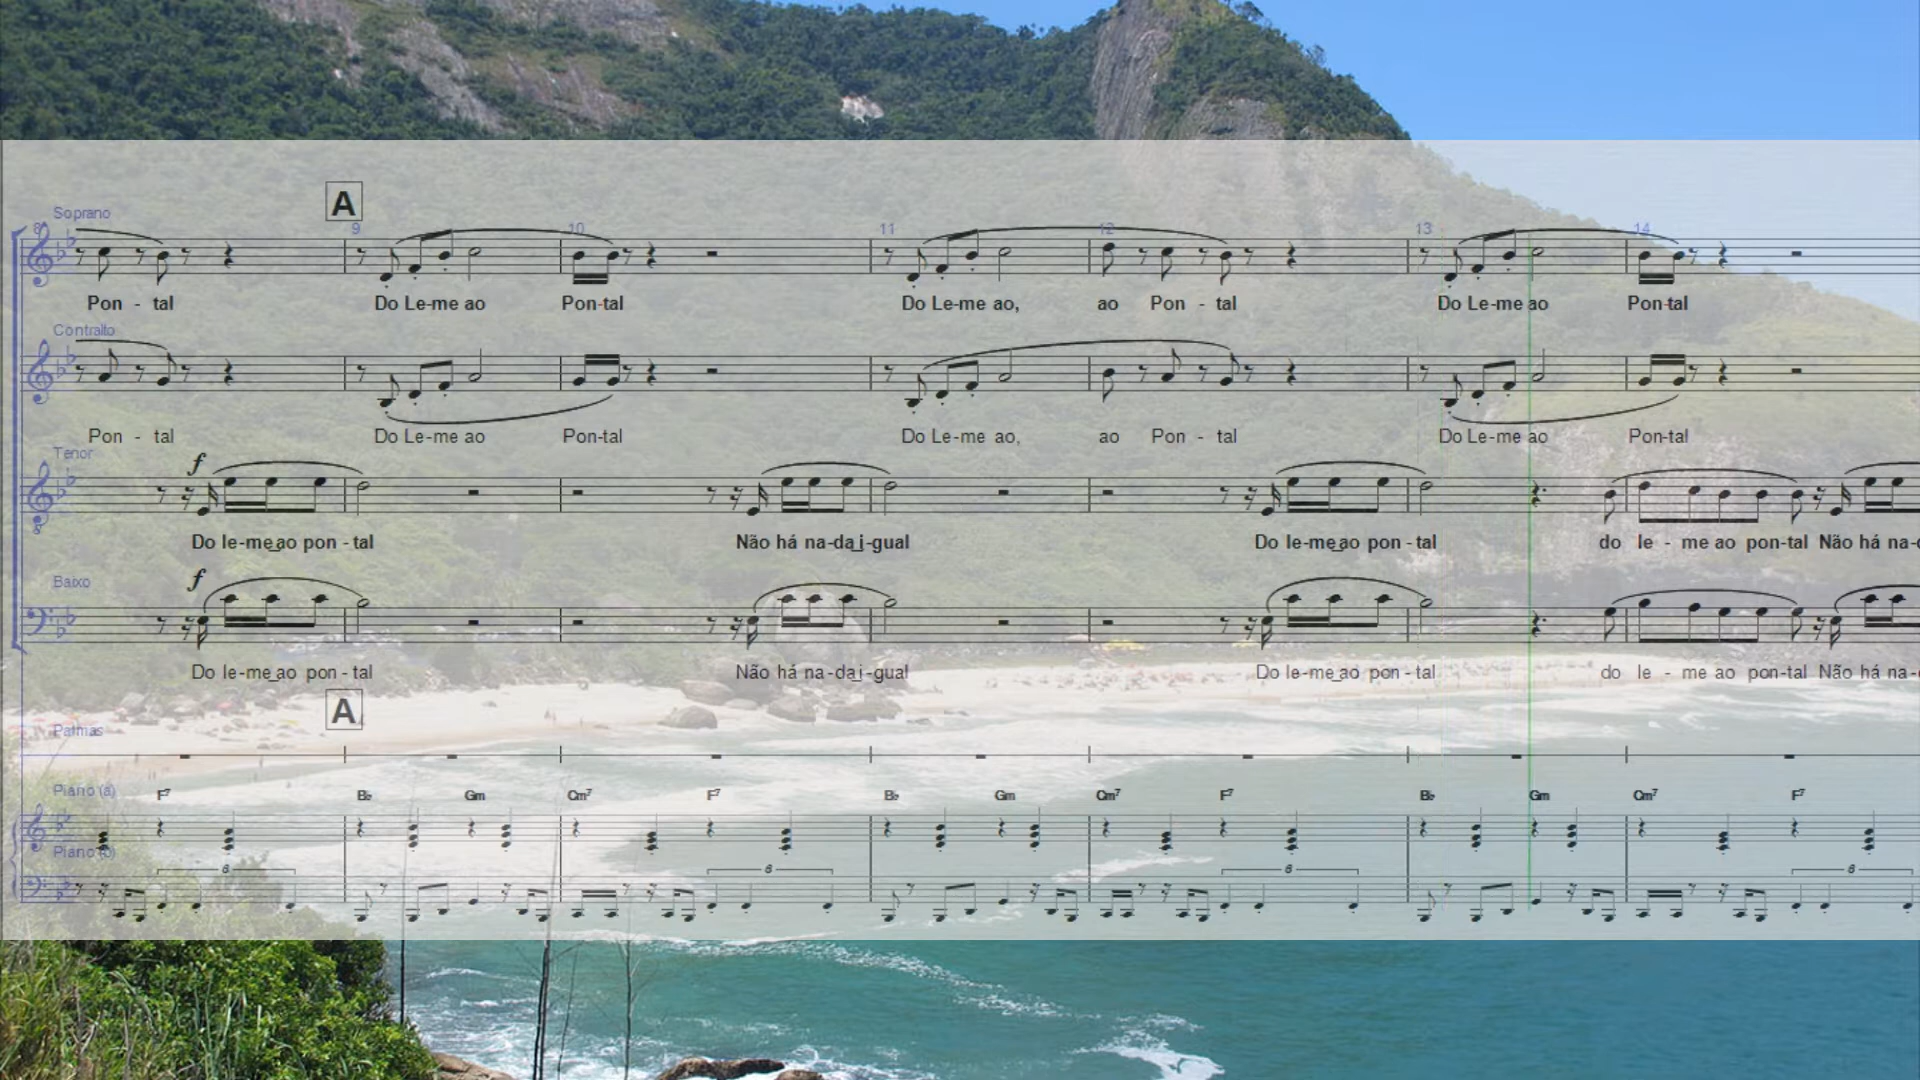 A
Soprano
8 9 10 11 12 13 14
Pon - tal Do Le-me ao Pon-tal Do Le-me ao, ao Pon - tal Do Le-me ao Pon-tal
Contralto
Pon - tal Do Le-me ao Pon-tal Do Le-me ao, ao Pon - tal Do Le-me ao Pon-tal
Tenor
f
8
Do le-me‿ao pon - tal Não há na-da‿i-gual Do le-me‿ao pon - tal do le - me ao pon-tal Não há na-
Baixo
f
Do le-me‿ao pon - tal Não há na-da‿i-gual Do le-me‿ao pon - tal do le - me ao pon-tal Não há na-
A
Palmas
Piano (a)
F7 B♭ Gm Cm7 F7 B♭ Gm Cm7 F7 B♭ Gm Cm7 F7
Piano (b)
6 6 6 6